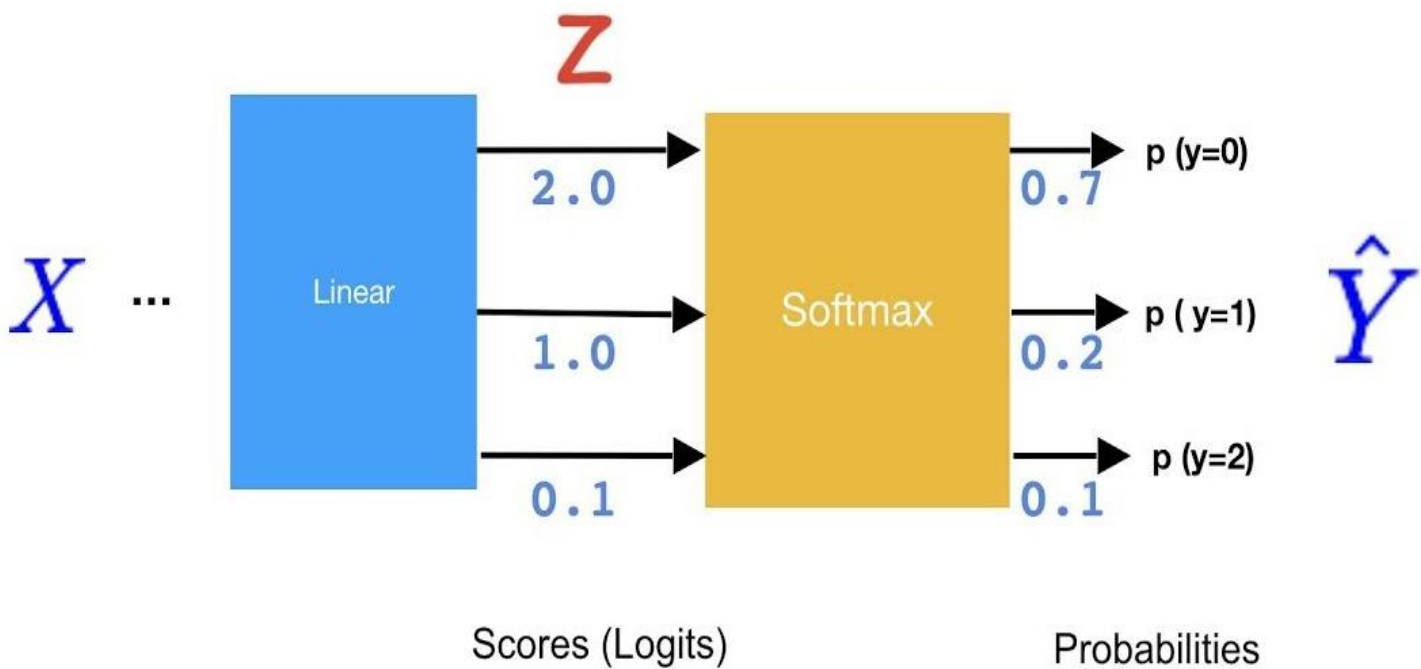 Z
2.0
0.7
p (y=0)
X
...
Linear
1.0
Softmax
0.2
p ( y=1)
Ŷ
0.1
0.1
p (y=2)
Scores (Logits)
Probabilities